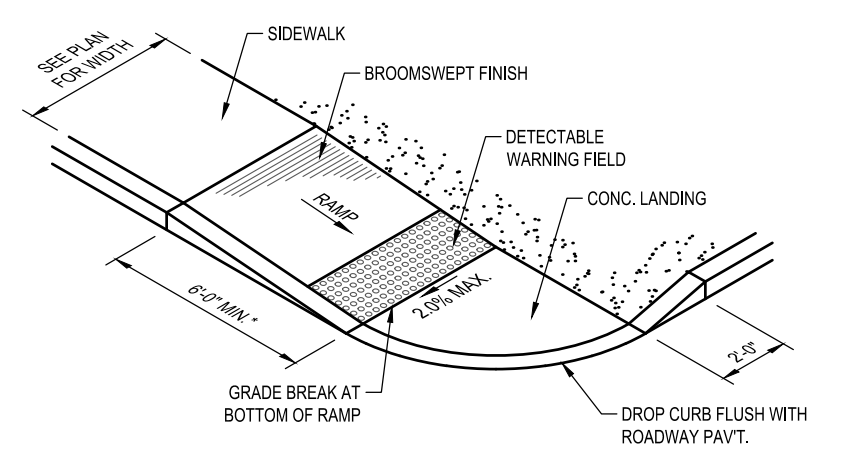 SIDEWALK
SEE PLAN
FOR WIDTH
BROOMSWEPT FINISH
DETECTABLE
WARNING FIELD
RAMP
CONC. LANDING
6'-0" MIN.*
2.0% MAX.
2'-0"
GRADE BREAK AT
BOTTOM OF RAMP
DROP CURB FLUSH WITH
ROADWAY PAV'T.